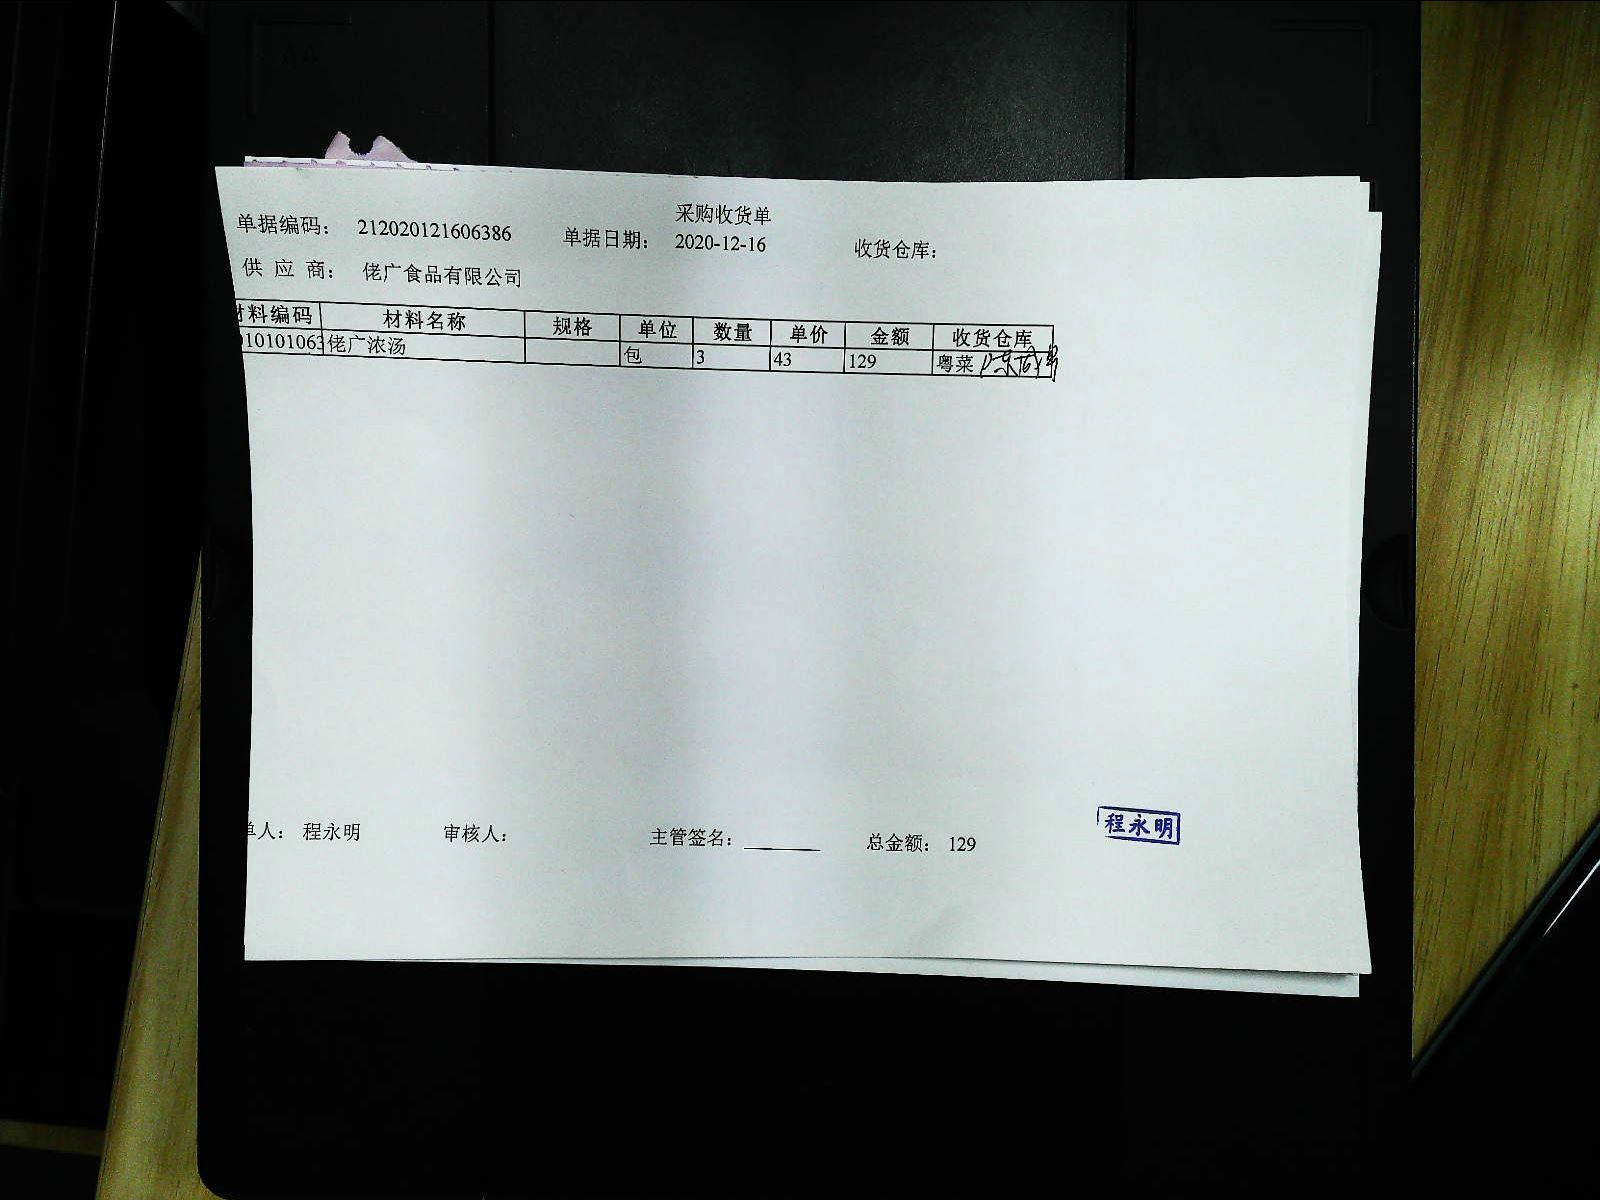 采购收货单
单据编码: 212020121606386 单据日期: 2020-12-16 收货仓库:
供 应 商: 佬广食品有限公司
材料编码 材料名称 规格 单位 数量 单价 金额 收货仓库
010101063 佬广浓汤 包 3 43 129 粤菜
单人: 程永明 审核人: 主管签名: 总金额: 129
程永明